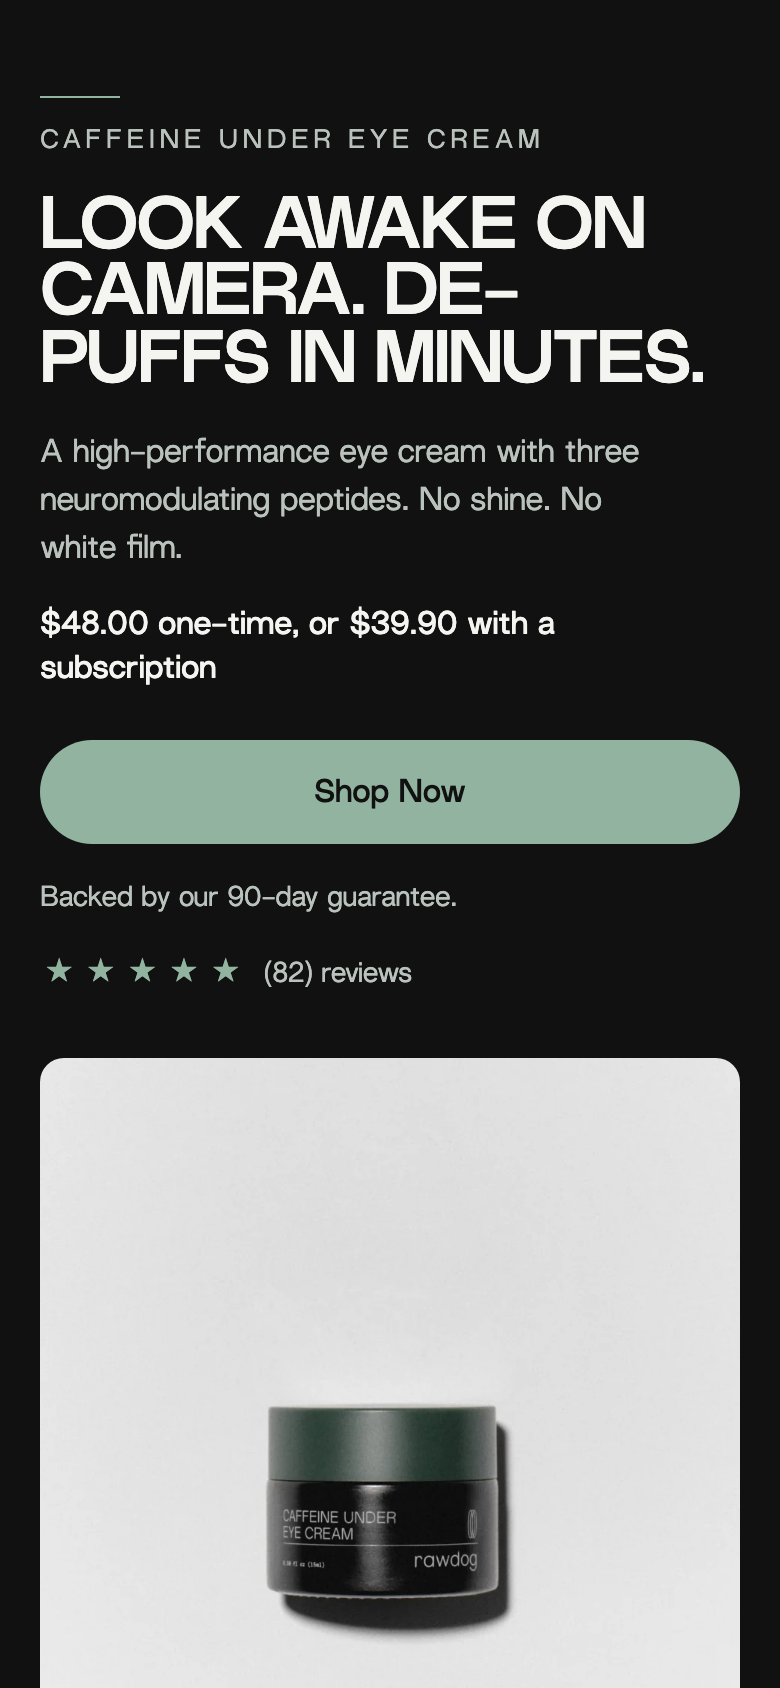 CAFFEINE UNDER EYE CREAM
LOOK AWAKE ON
CAMERA. DE-
PUFFS IN MINUTES.
A high-performance eye cream with three
neuromodulating peptides. No shine. No
white film.
$48.00 one-time, or $39.90 with a
subscription
Shop Now
Backed by our 90-day guarantee.
★ ★ ★ ★ ★ (82) reviews
CAFFEINE UNDER
EYE CREAM
rawdog